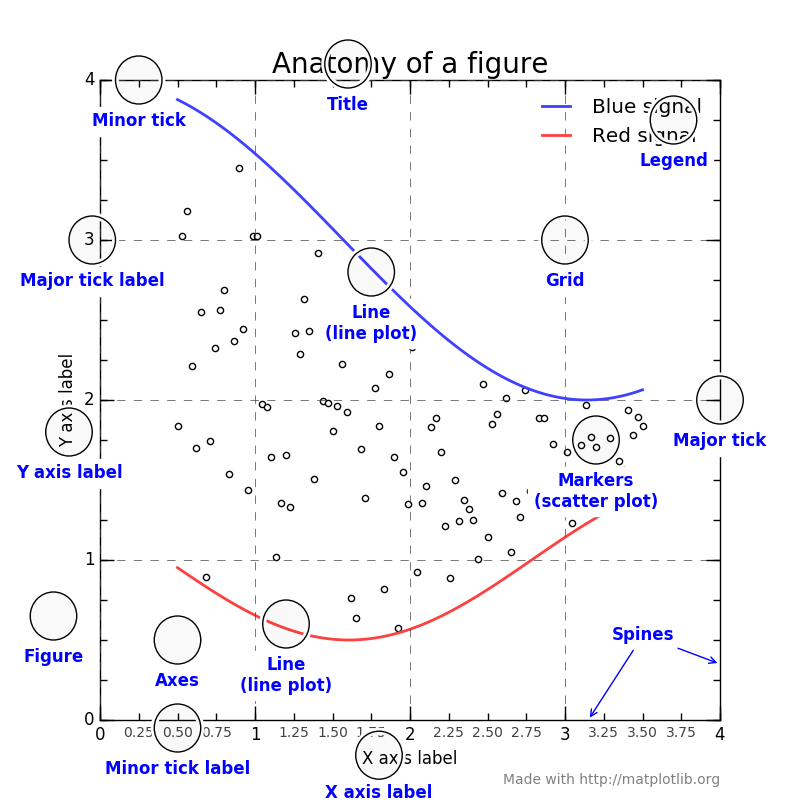 Anatomy of a figure
4
Title
Minor tick
Blue signal
Red signal
Legend
3
Major tick label
Grid
Line
(line plot)
Y axis label
2
Major tick
Y axis label
Markers
(scatter plot)
1
Spines
Figure
Axes
Line
(line plot)
0
0 0.25 0.50 0.75 1 1.25 1.50 1.75 2 2.25 2.50 2.75 3 3.25 3.50 3.75 4
X axis label
Minor tick label
Made with http://matplotlib.org
X axis label